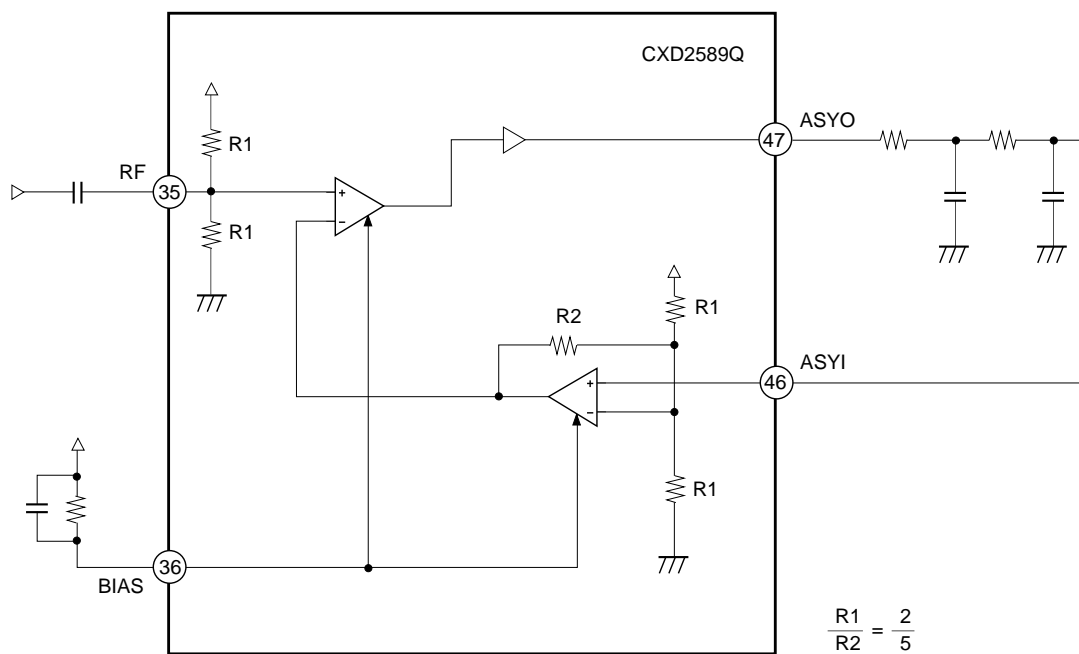 CXD2589Q
ASYO
47
R1
RF
35
+
−
R1
R1
R2
ASYI
46
+
−
R1
36
BIAS
R1
R2
=
2
5